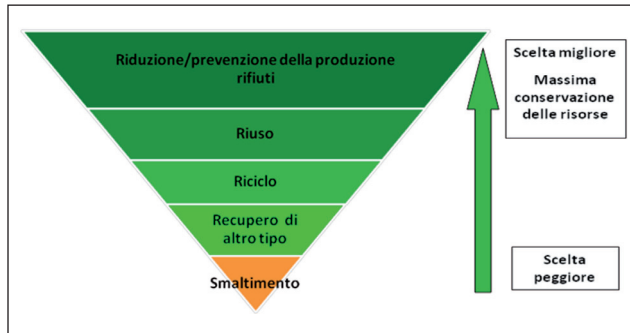 Riduzione/prevenzione della produzione
rifiuti
Riuso
Riciclo
Recupero di
altro tipo
Smaltimento
Scelta migliore
Massima
conservazione
delle risorse
Scelta
peggiore